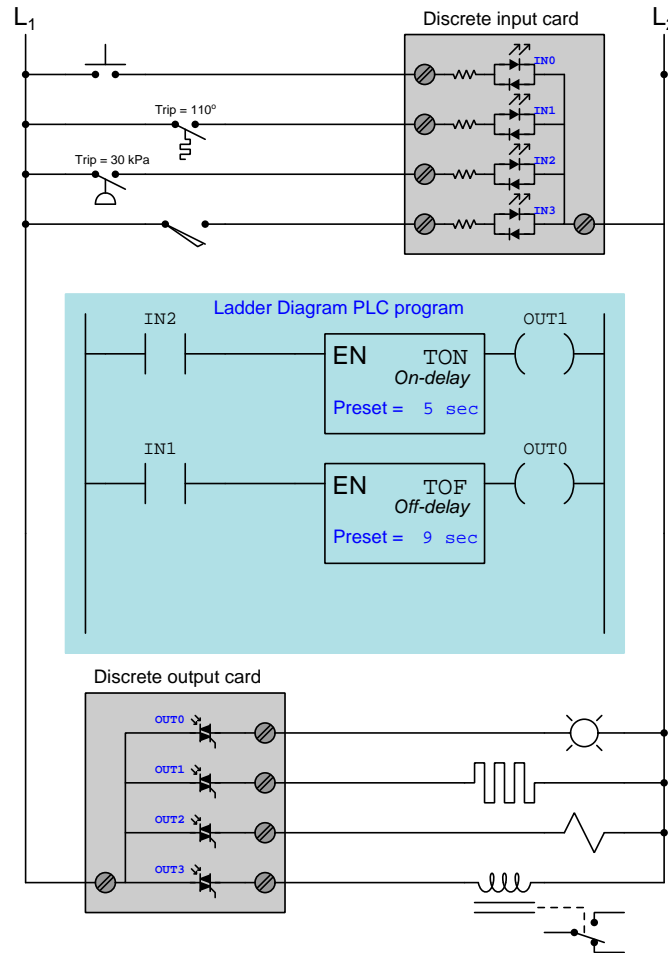 L1 L2
Discrete input card
IN0
Trip = 110°
IN1
Trip = 30 kPa
IN2
IN3
Ladder Diagram PLC program
IN2 OUT1
EN TON
On-delay
Preset = 5 sec
IN1 OUT0
EN TOF
Off-delay
Preset = 9 sec
Discrete output card
OUT0
OUT1
OUT2
OUT3